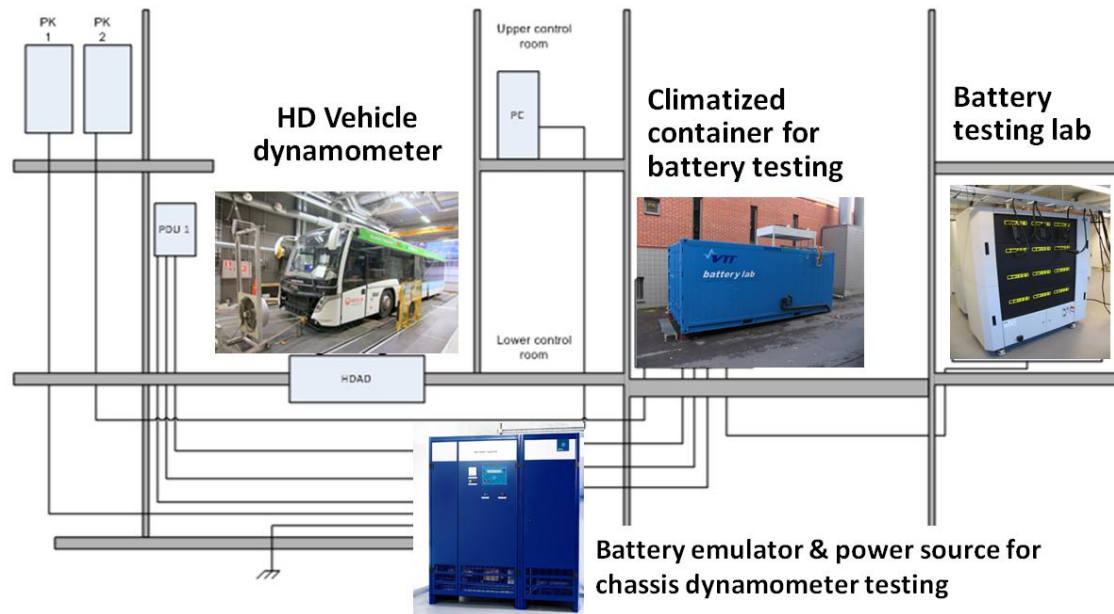 PK
1
PK
2
Upper control
room
PC
HD Vehicle
dynamometer
Climatized
container for
battery testing
Battery
testing lab
PDU 1
VTT
battery lab
Lower control
room
HDAD
Battery emulator & power source for
chassis dynamometer testing